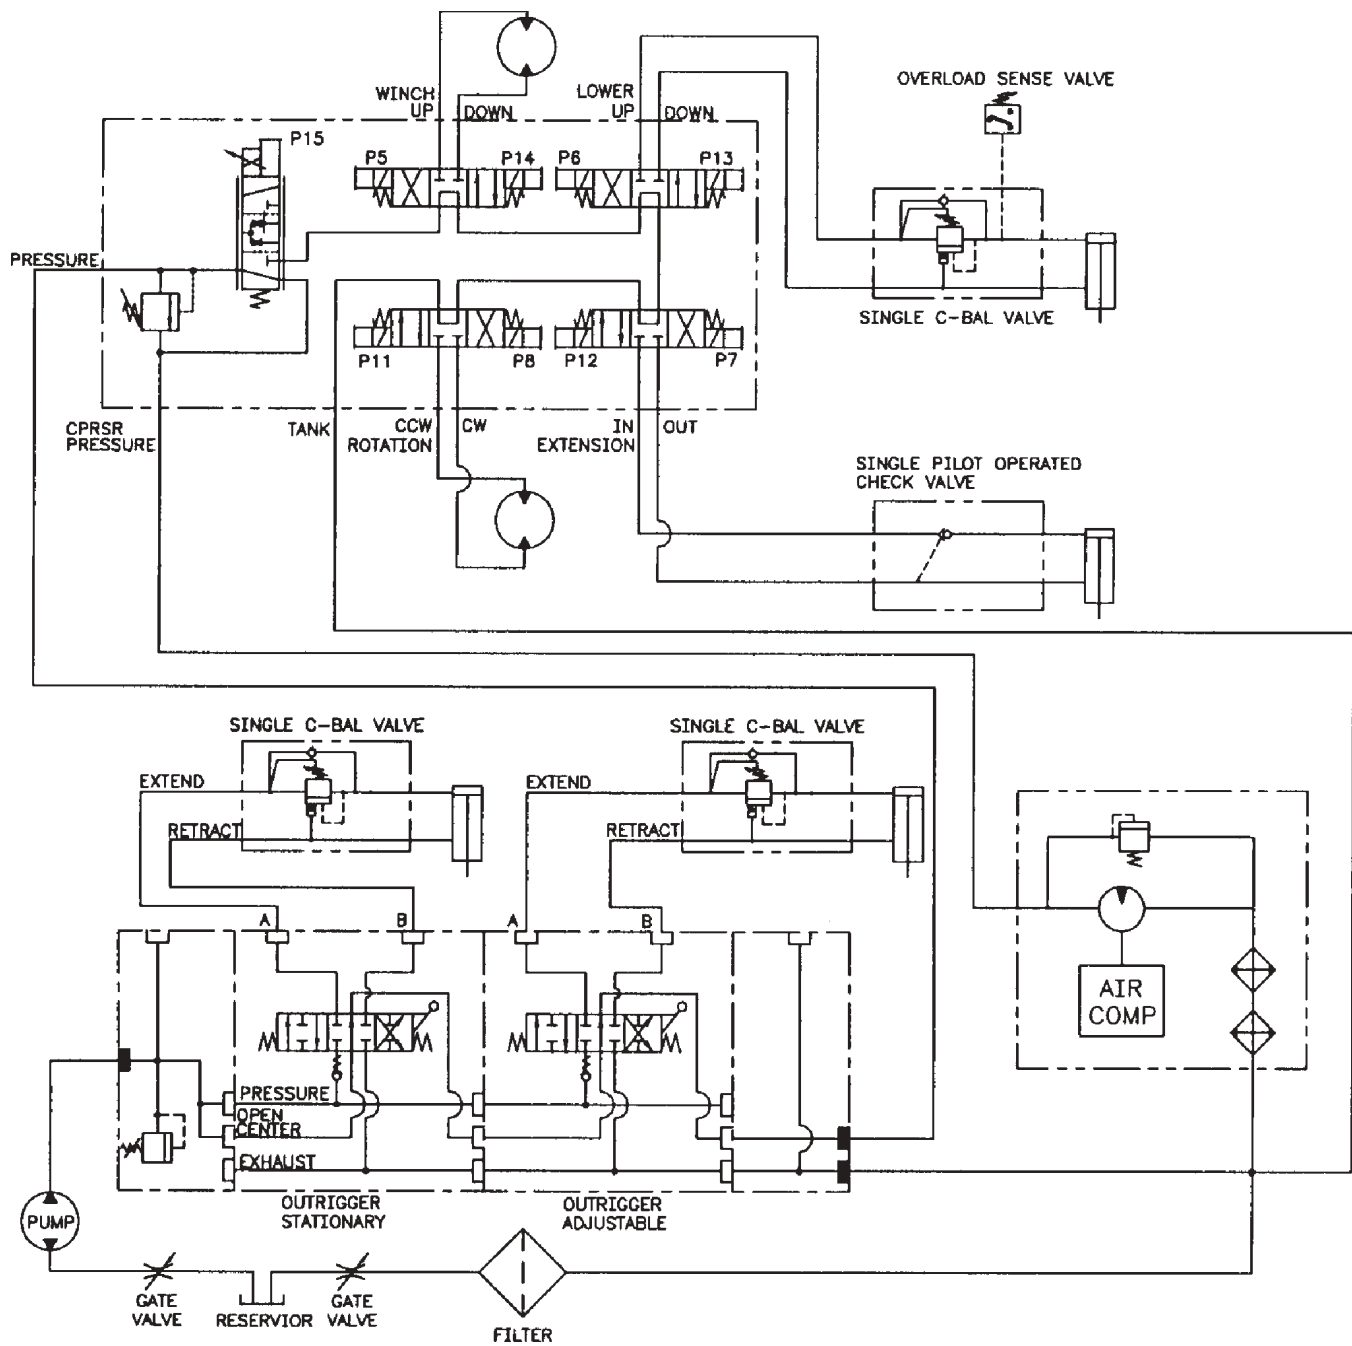 OVERLOAD SENSE VALVE
WINCH
UP
DOWN
LOWER
UP
DOWN
P15
P5
P14
P6
P13
PRESSURE
SINGLE C-BAL VALVE
P11
P8
P12
P7
CPRSR
PRESSURE
TANK
CCW
ROTATION
CW
IN
EXTENSION
OUT
SINGLE PILOT OPERATED
CHECK VALVE
SINGLE C-BAL VALVE
SINGLE C-BAL VALVE
EXTEND
EXTEND
RETRACT
RETRACT
A
B
A
B
AIR
COMP
PRESSURE
OPEN
CENTER
EXHAUST
OUTRIGGER
STATIONARY
OUTRIGGER
ADJUSTABLE
PUMP
GATE
VALVE
RESERVIOR
GATE
VALVE
FILTER